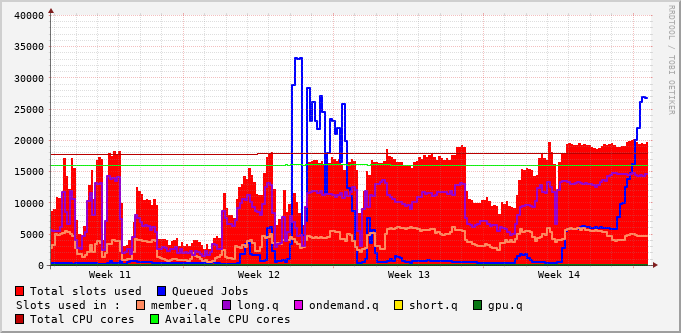 40000
35000
30000
25000
20000
15000
10000
5000
0
Week 11 Week 12 Week 13 Week 14
RRDTOOL / TOBI OETIKER
Total slots used Queued Jobs
Slots used in : member.q long.q ondemand.q short.q gpu.q
Total CPU cores Availale CPU cores